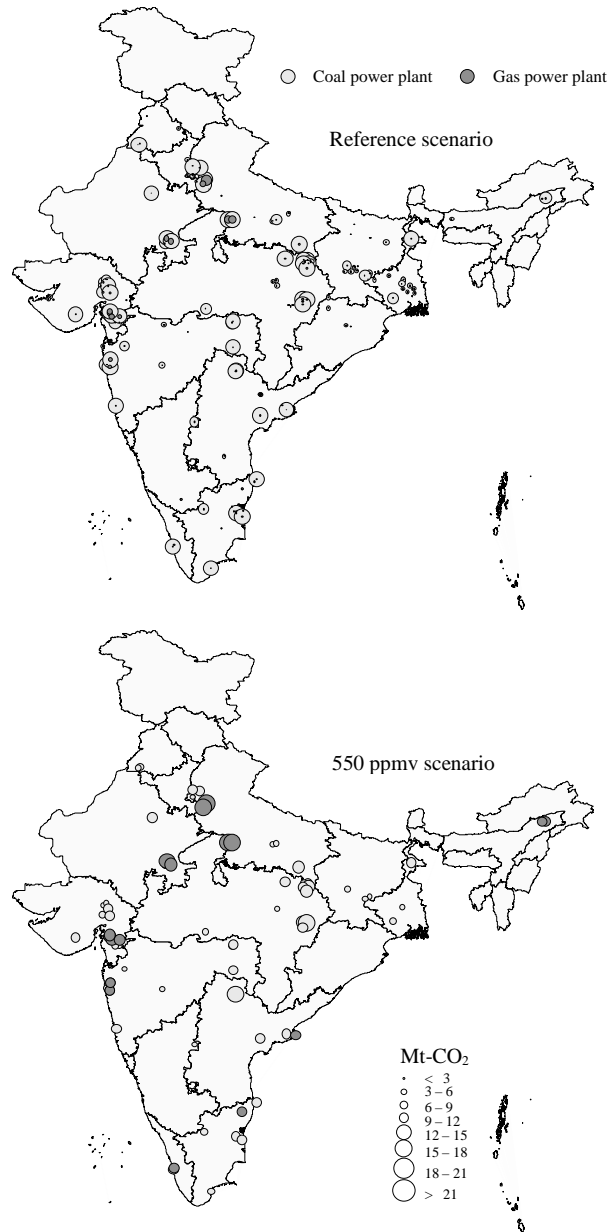 Coal power plant Gas power plant
Reference scenario
550 ppmv scenario
Mt-CO₂
< 3
3 – 6
6 – 9
9 – 12
12 – 15
15 – 18
18 – 21
> 21